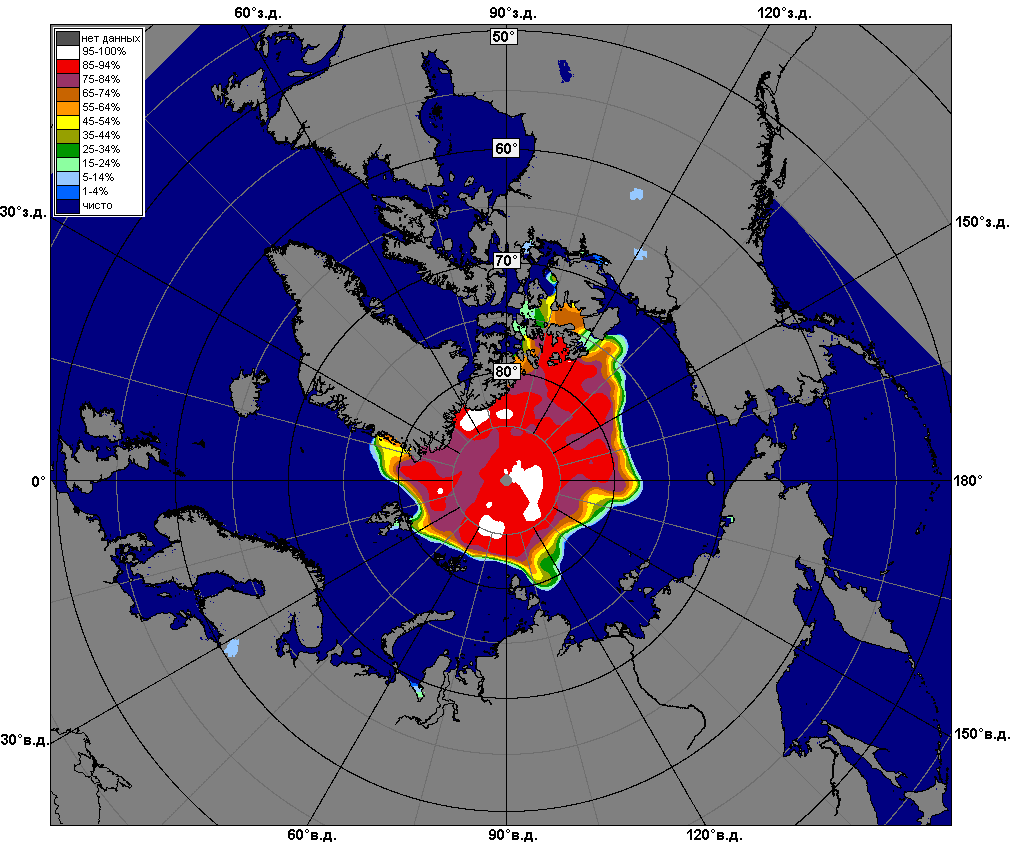 60°з.д.
90°з.д.
120°з.д.
50°
нет данных
95-100%
85-94%
75-84%
65-74%
55-64%
45-54%
35-44%
25-34%
15-24%
5-14%
1-4%
чисто
60°
30°з.д.
150°з.д.
70°
80°
0°
180°
30°в.д.
150°в.д.
60°в.д.
90°в.д.
120°в.д.